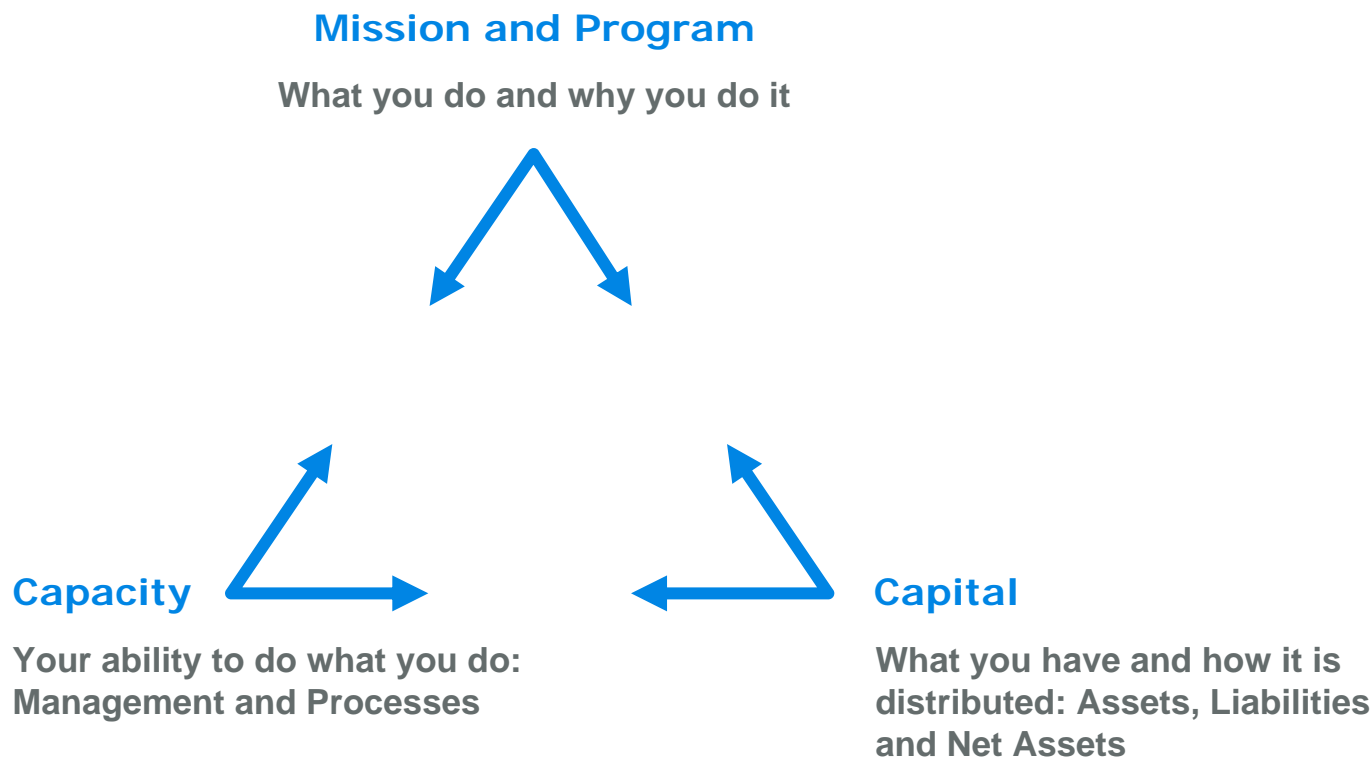 Mission and Program
What you do and why you do it
Capacity
Your ability to do what you do:
Management and Processes
Capital
What you have and how it is
distributed: Assets, Liabilities
and Net Assets